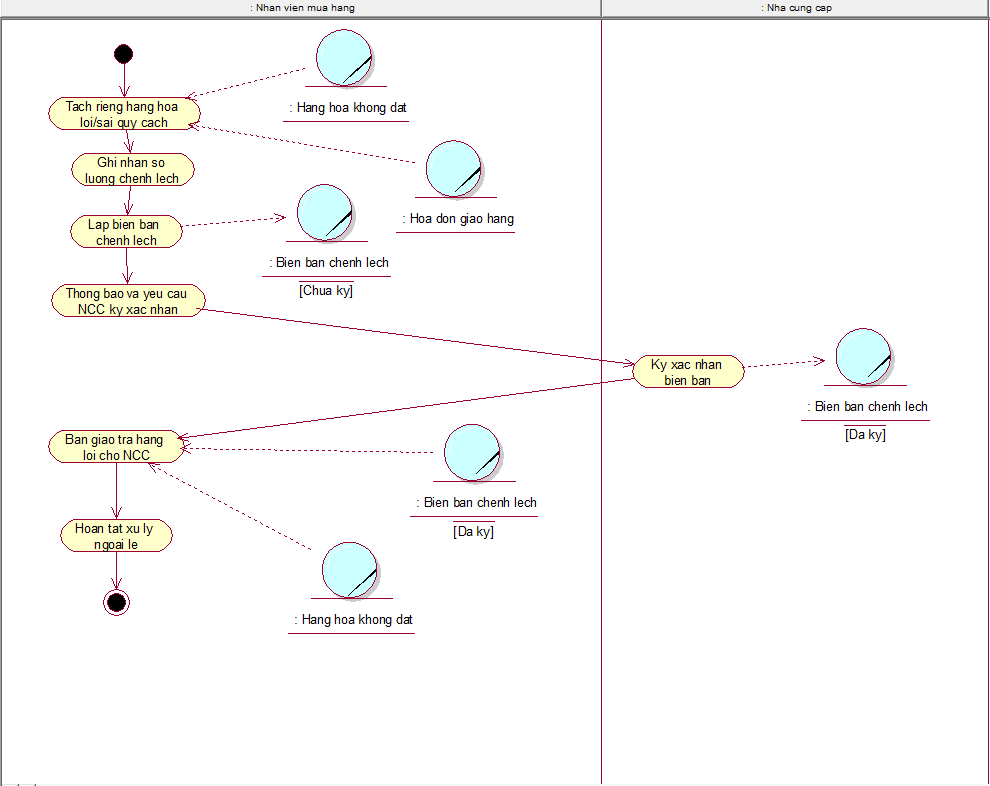 : Nhan vien mua hang
: Nha cung cap
: Hang hoa khong dat
Tach rieng hang hoa
loi/sai quy cach
Ghi nhan so
luong chenh lech
: Hoa don giao hang
Lap bien ban
chenh lech
: Bien ban chenh lech
[Chua ky]
Thong bao va yeu cau
NCC ky xac nhan
Ky xac nhan
bien ban
: Bien ban chenh lech
[Da ky]
Ban giao tra hang
loi cho NCC
: Bien ban chenh lech
[Da ky]
Hoan tat xu ly
ngoai le
: Hang hoa khong dat